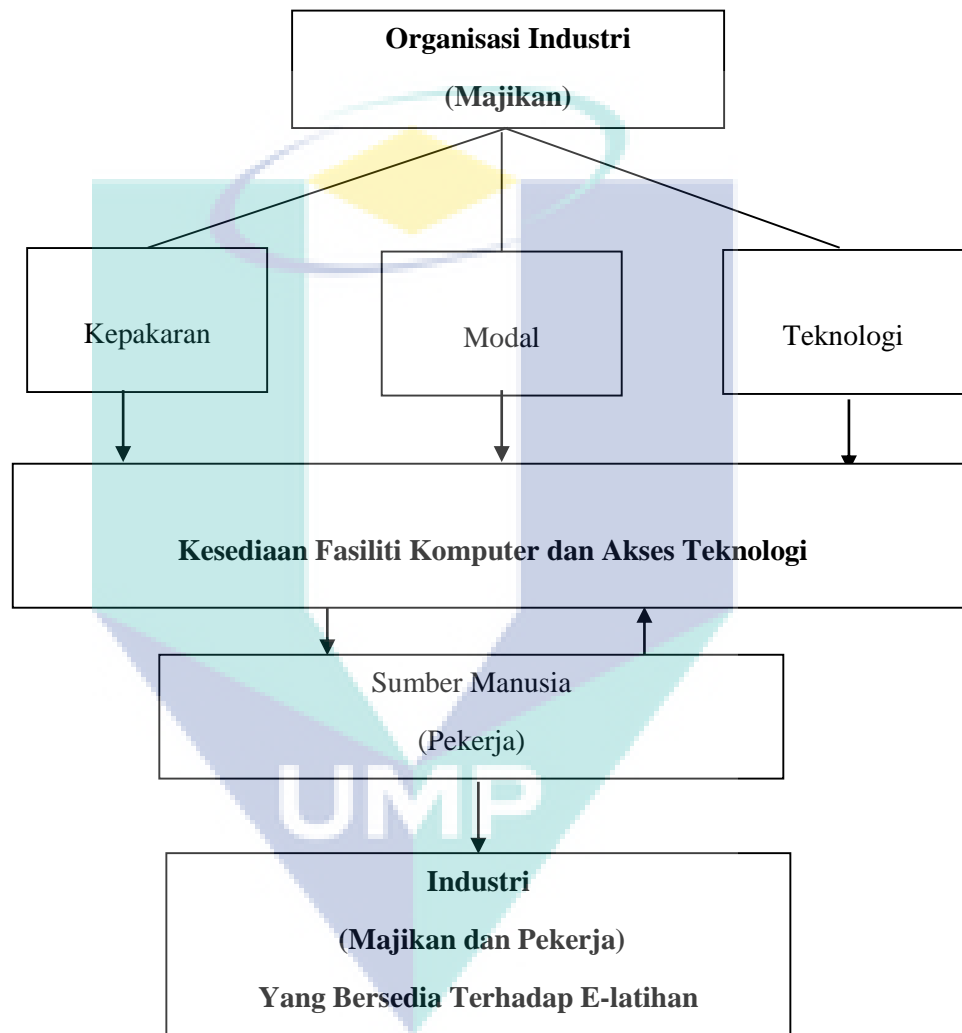 Organisasi Industri
(Majikan)
Kepakaran
Modal
Teknologi
Kesediaan Fasiliti Komputer dan Akses Teknologi
Sumber Manusia
(Pekerja)
UMP
Industri
(Majikan dan Pekerja)
Yang Bersedia Terhadap E-latihan